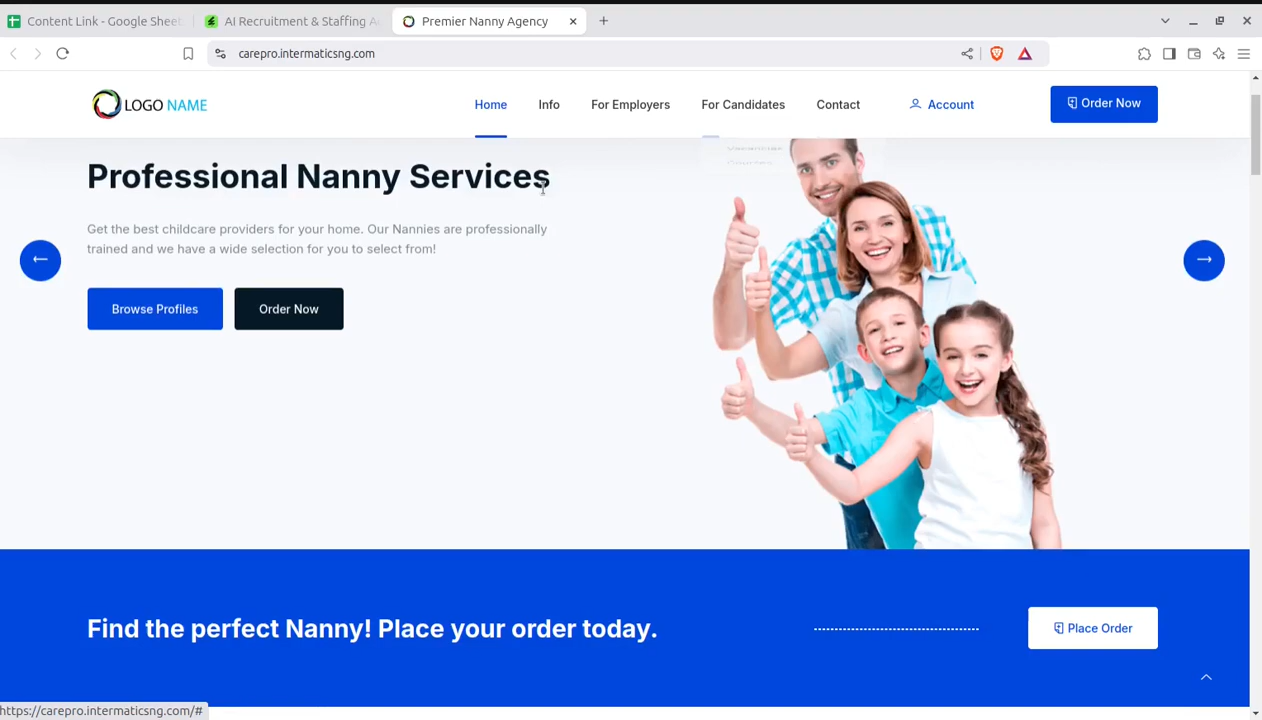 Content Link - Google Sheet
AI Recruitment & Staffing A
Premier Nanny Agency
carepro.intermaticsng.com
LOGO NAME
Home
Info
For Employers
For Candidates
Contact
Account
Order Now
Professional Nanny Services
Get the best childcare providers for your home. Our Nannies are professionally
trained and we have a wide selection for you to select from!
Browse Profiles
Order Now
Find the perfect Nanny! Place your order today.
Place Order
https://carepro.intermaticsng.com/#